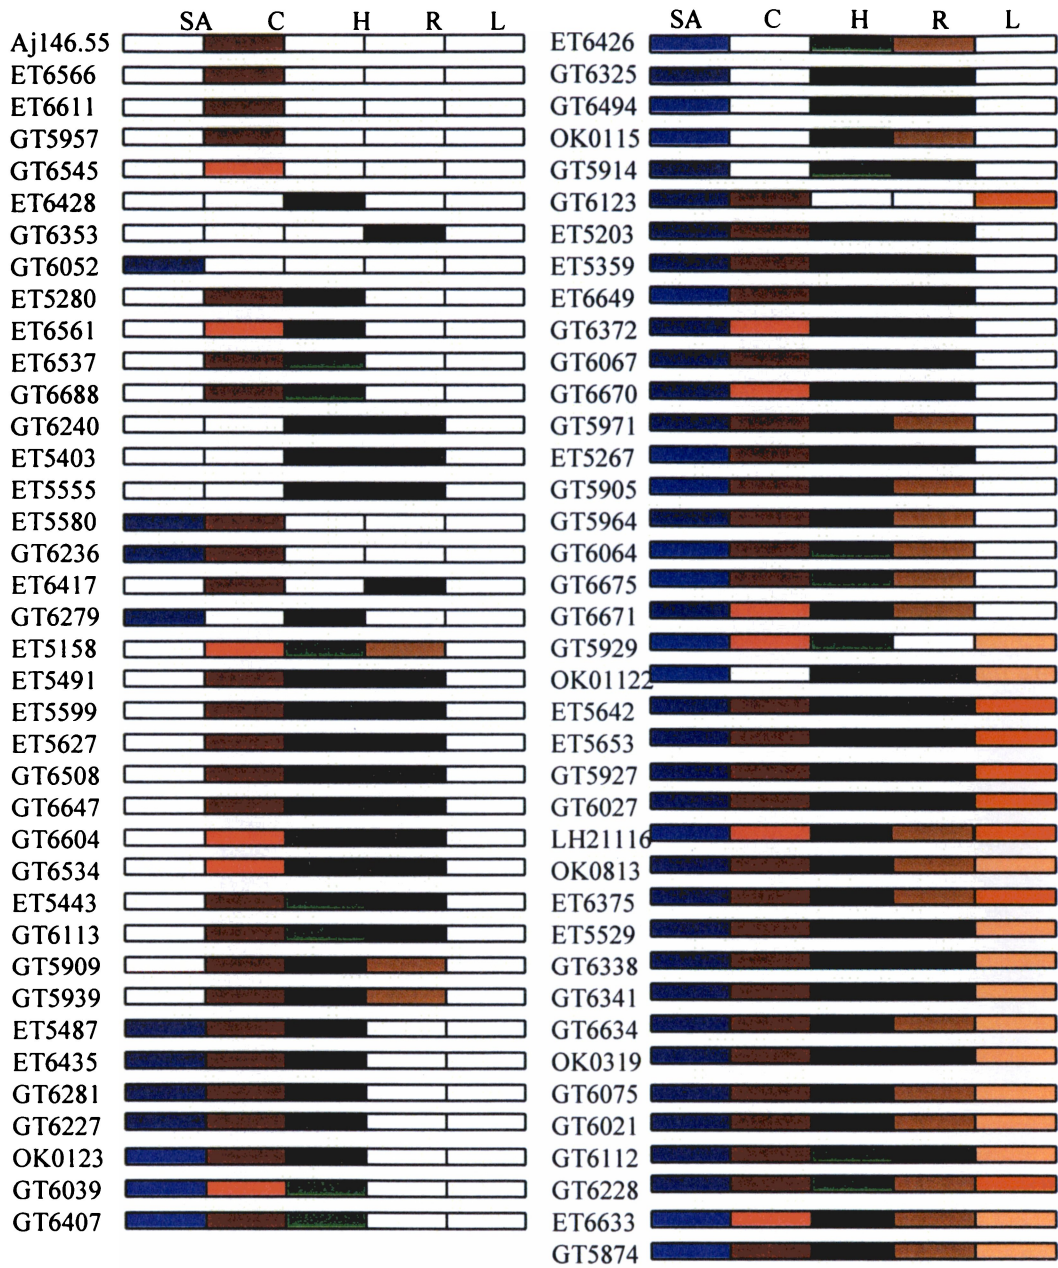 SA C H R L
Aj146.55
ET6566
ET6611
GT5957
GT6545
ET6428
GT6353
GT6052
ET5280
ET6561
ET6537
GT6688
GT6240
ET5403
ET5555
ET5580
GT6236
ET6417
GT6279
ET5158
ET5491
ET5599
ET5627
GT6508
GT6647
GT6604
GT6534
ET5443
GT6113
GT5909
GT5939
ET5487
ET6435
GT6281
GT6227
OK0123
GT6039
GT6407
SA C H R L
ET6426
GT6325
GT6494
OK0115
GT5914
GT6123
ET5203
ET5359
ET6649
GT6372
GT6067
GT6670
GT5971
ET5267
GT5905
GT5964
GT6064
GT6675
GT6671
GT5929
OK01122
ET5642
ET5653
GT5927
GT6027
LH21116
OK0813
ET6375
ET5529
GT6338
GT6341
GT6634
OK0319
GT6075
GT6021
GT6112
GT6228
ET6633
GT5874